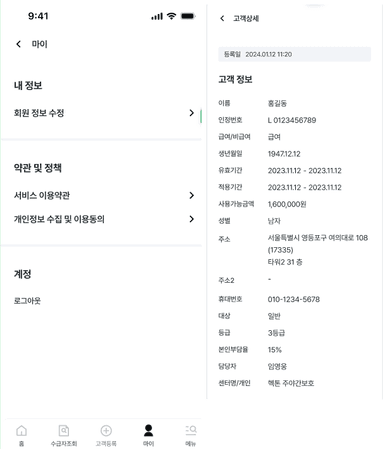 9:41
마이
내 정보
회원 정보 수정
약관 및 정책
서비스 이용약관
개인정보 수집 및 이용동의
계정
로그아웃
홈
수급자조회
고객등록
마이
메뉴
고객상세
등록일 2024.01.12 11:20
고객 정보
이름 홍길동
인정번호 L 0123456789
급여/비급여 급여
생년월일 1947.12.12
유효기간 2023.11.12 - 2023.11.12
적용기간 2023.11.12 - 2023.11.12
사용가능금액 1,600,000원
성별 남자
주소 서울특별시 영등포구 여의대로 108
(17335)
타워2 31 층
주소2 -
휴대번호 010-1234-5678
대상 일반
등급 3등급
본인부담율 15%
담당자 임영웅
센터명/개인 헥톤 주야간보호